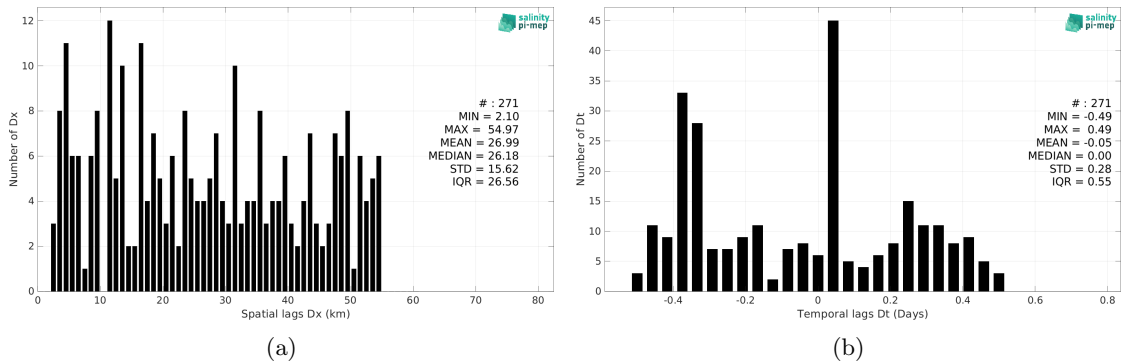 salinity
pi-mep
12
10
8
6
4
2
0
Number of Dx
# : 271
MIN = 2.10
MAX = 54.97
MEAN = 26.99
MEDIAN = 26.18
STD = 15.62
IQR = 26.56
0 10 20 30 40 50 60 70 80
Spatial lags Dx (km)
(a)
salinity
pi-mep
45
40
35
30
25
20
15
10
5
0
Number of Dt
# : 271
MIN = -0.49
MAX = 0.49
MEAN = -0.05
MEDIAN = 0.00
STD = 0.28
IQR = 0.55
-0.4 -0.2 0 0.2 0.4 0.6 0.8
Temporal lags Dt (Days)
(b)